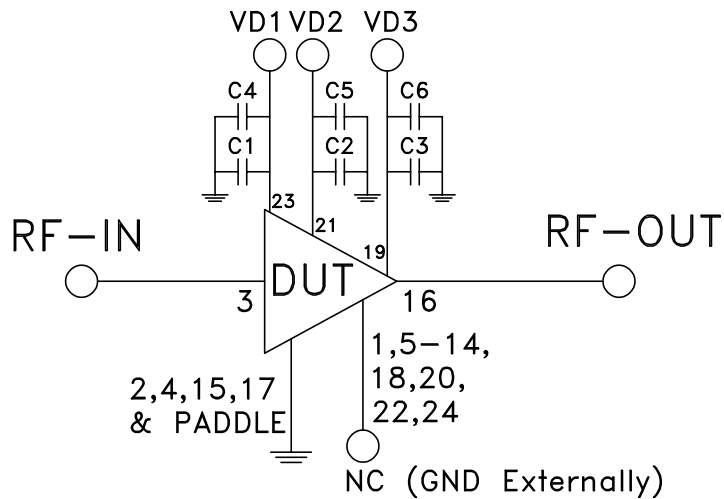 VD1 VD2 VD3
C4 C5 C6
C1 C2 C3
23
21
19
RF-IN
RF-OUT
3
DUT
16
1,5-14,
18,20,
22,24
2,4,15,17
& PADDLE
NC (GND Externally)